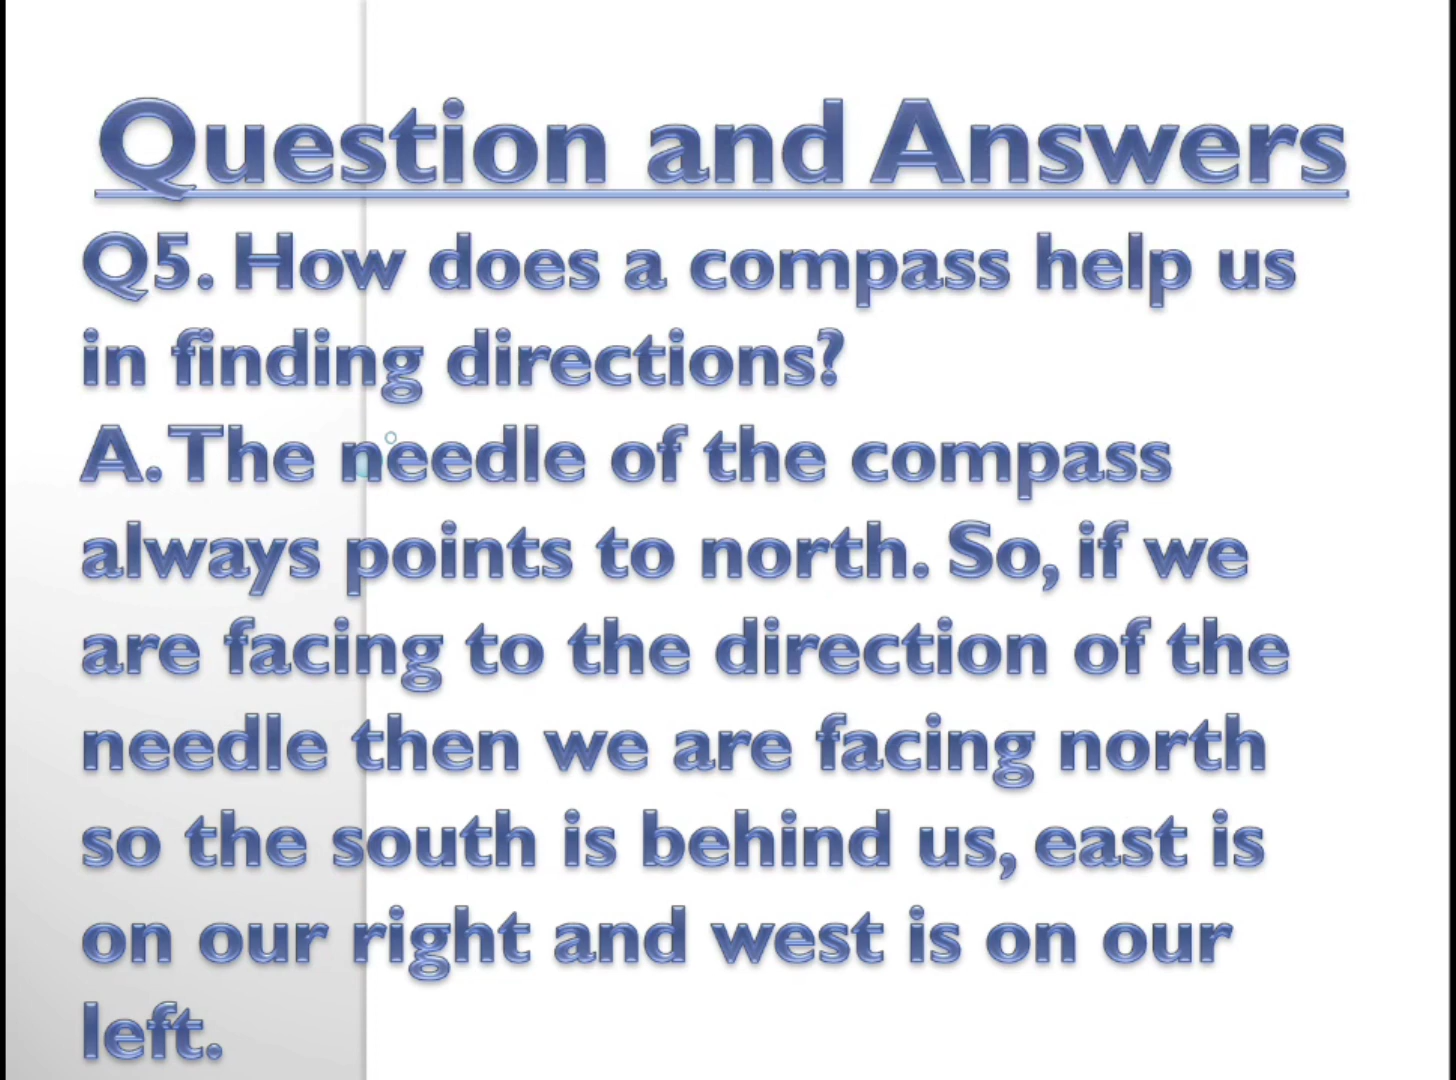 Question and Answers
Q5. How does a compass help us
in finding directions?
A. The needle of the compass
always points to north. So, if we
are facing to the direction of the
needle then we are facing north
so the south is behind us, east is
on our right and west is on our
left.